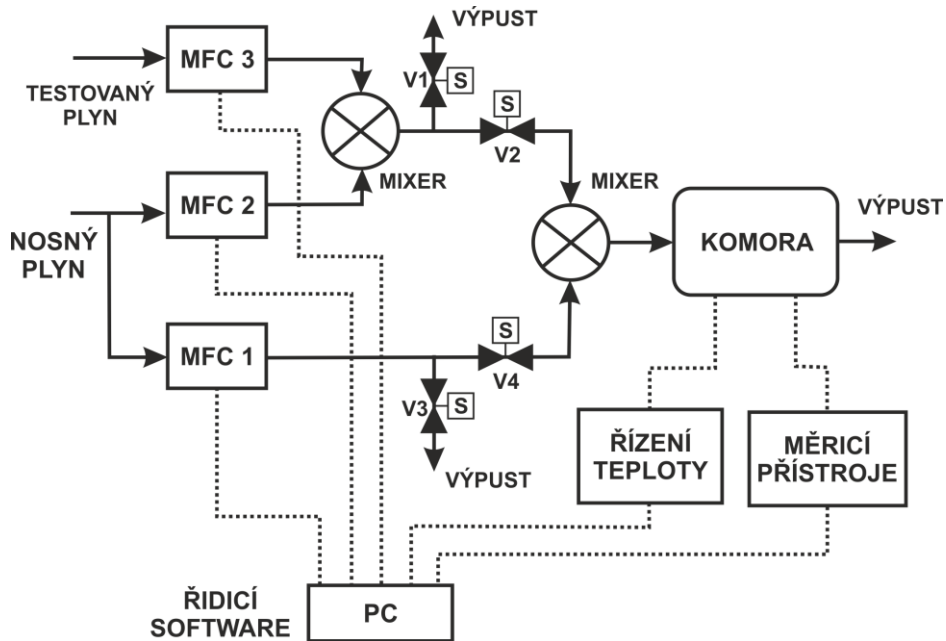 VÝPUST
MFC 3
V1
S
S
TESTOVANÝ
PLYN
V2
MIXER
MIXER
MFC 2
VÝPUST
NOSNÝ
PLYN
KOMORA
MFC 1
S
V4
V3
S
VÝPUST
ŘÍZENÍ
TEPLOTY
MĚRICÍ
PŘÍSTROJE
ŘIDICÍ
SOFTWARE
PC